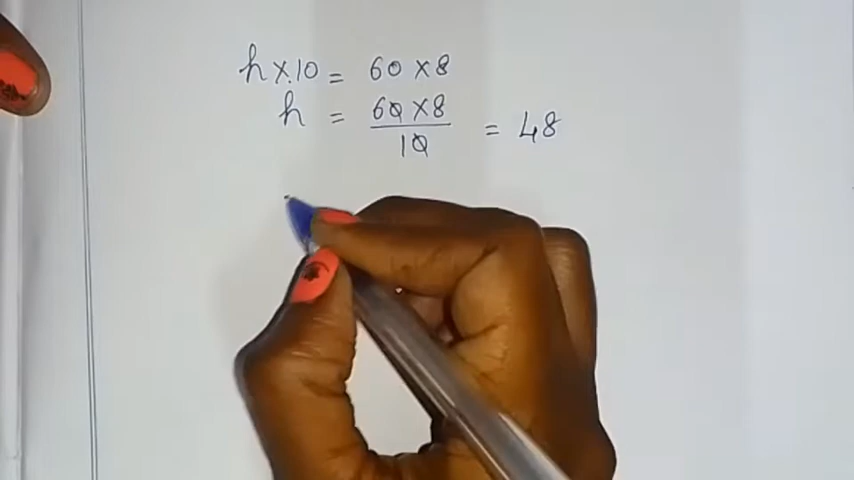 h × 10 = 60 × 8
h = 60 × 8 / 10 = 48